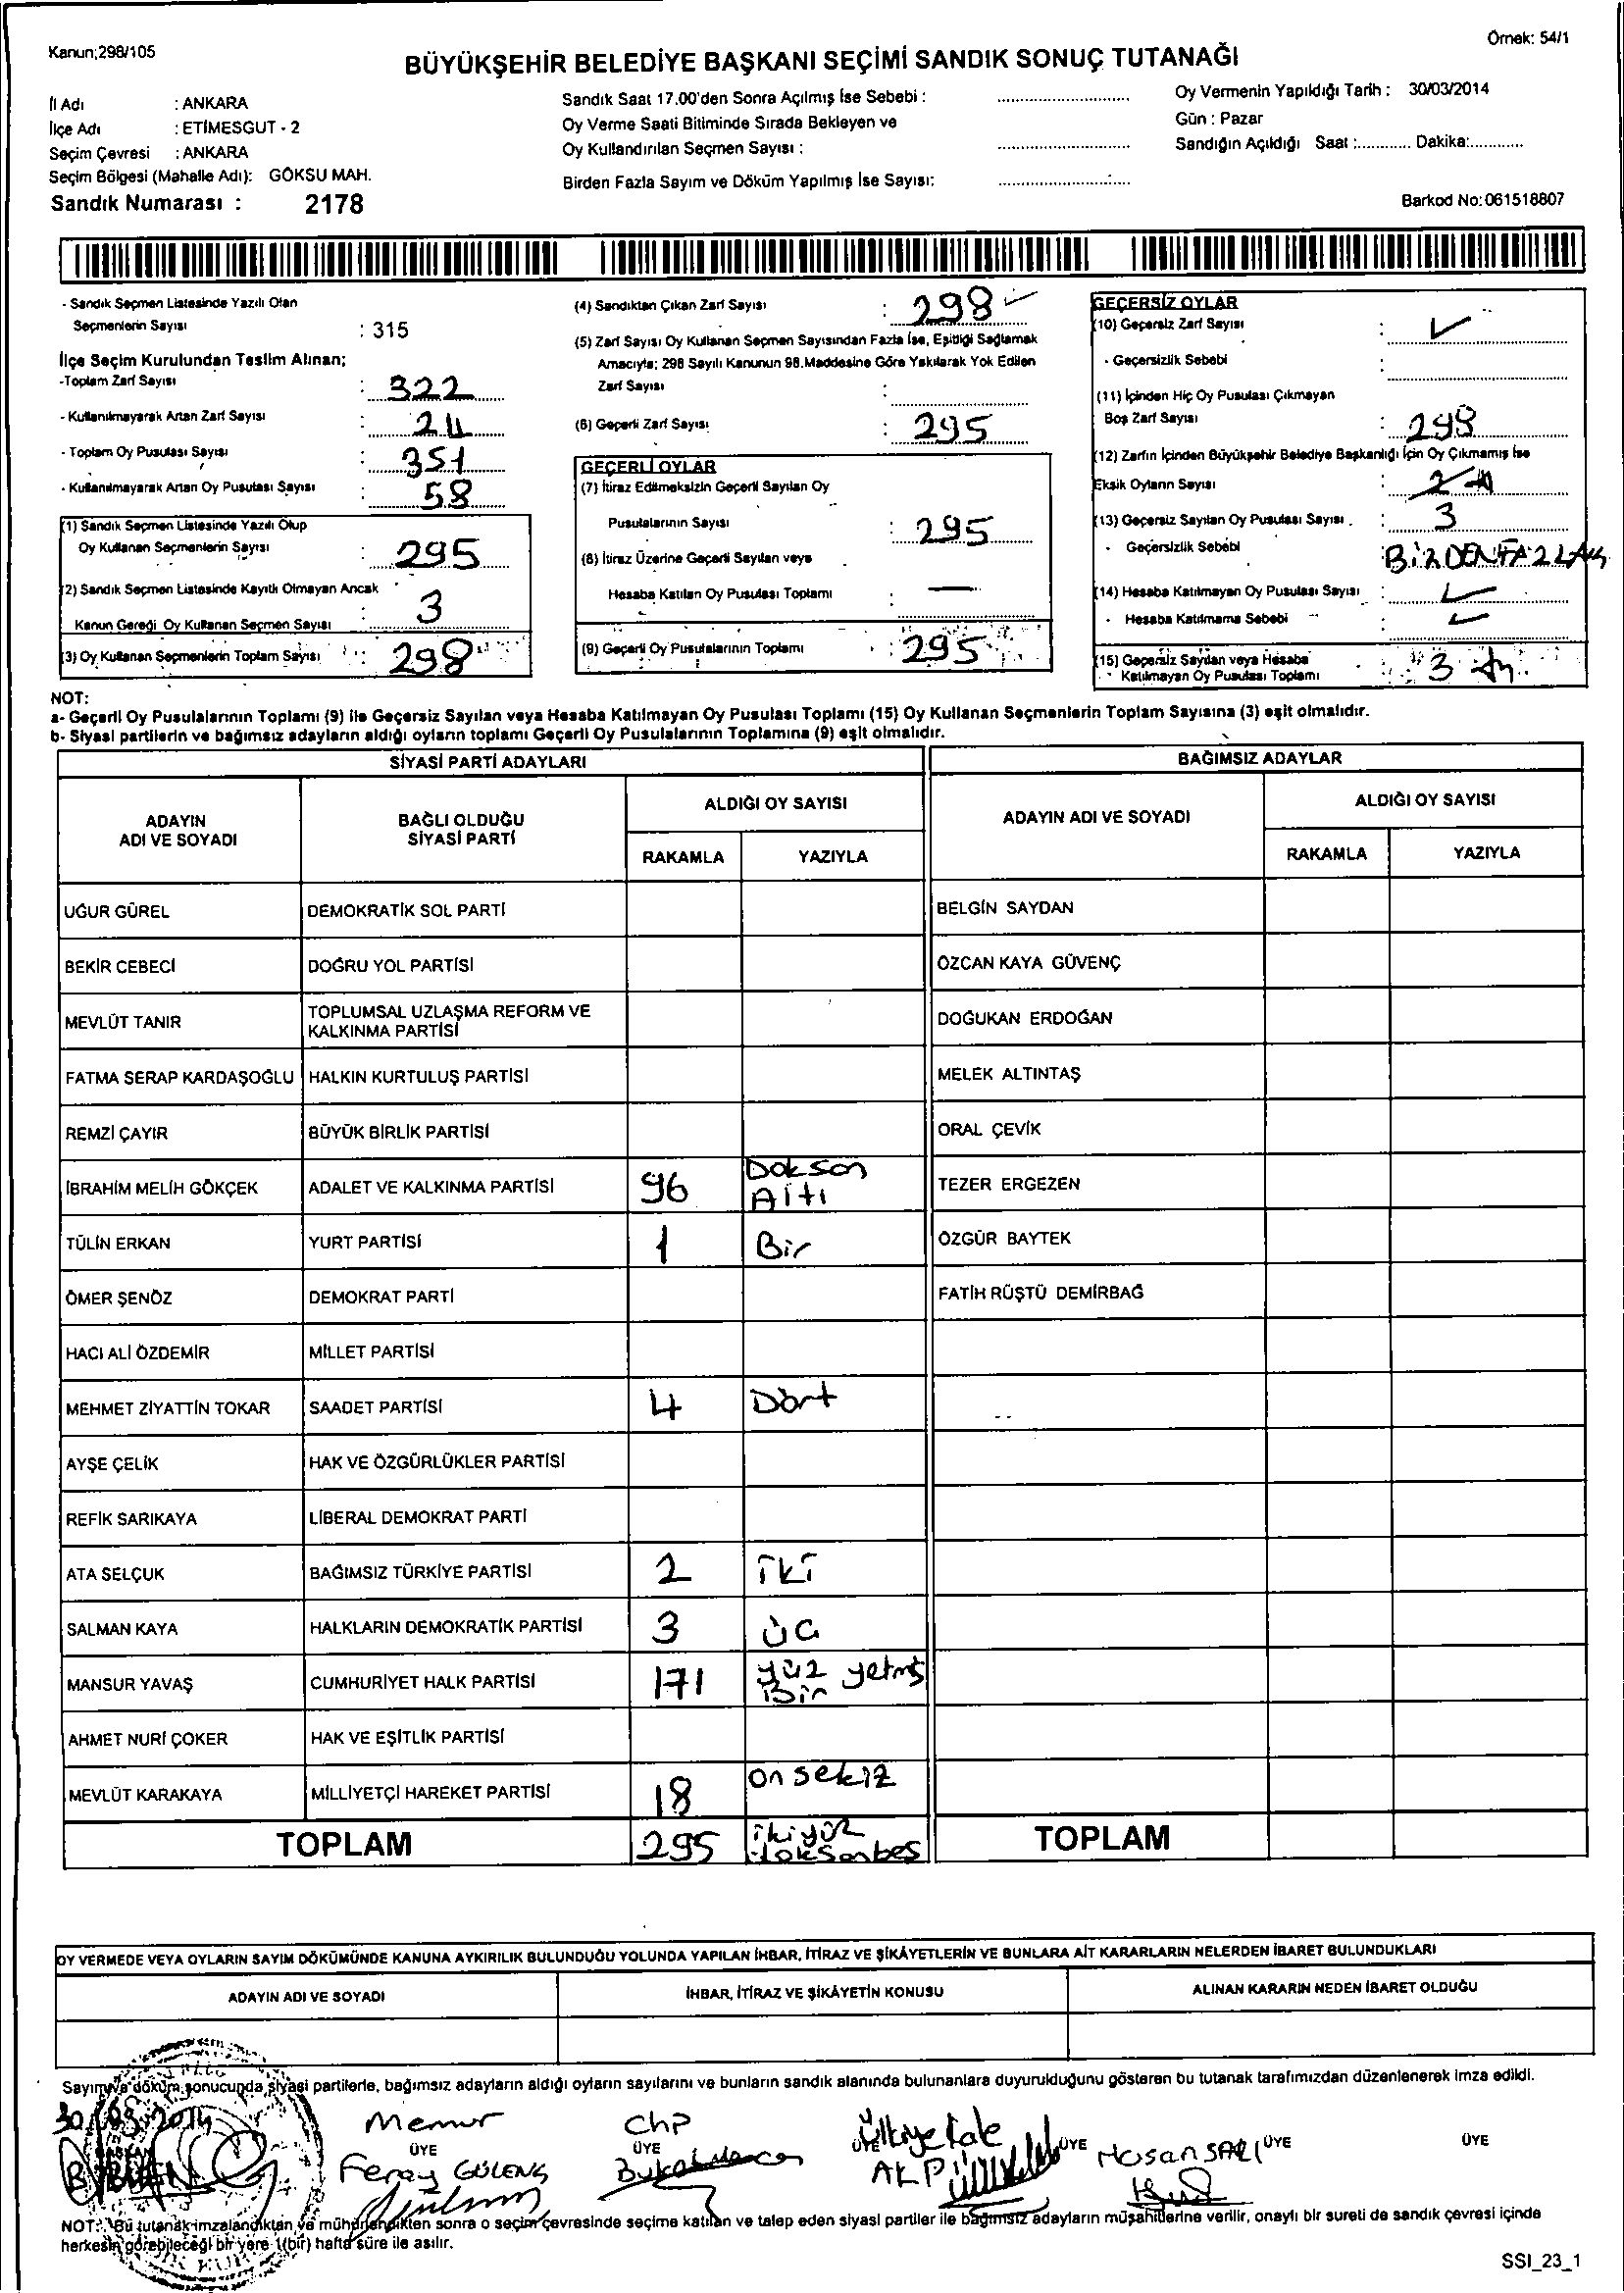 Kanun;298/105
Örnek: 54/1
BÜYÜKŞEHİR BELEDİYE BAŞKANI SEÇİMİ SANDIK SONUÇ TUTANAĞI
İl Adı : ANKARA
İlçe Adı : ETİMESGUT - 2
Seçim Çevresi : ANKARA
Seçim Bölgesi (Mahalle Adı): GÖKSU MAH.
Sandık Numarası : 2178
Sandık Saat 17.00'den Sonra Açılmış İse Sebebi :
Oy Verme Saati Bitiminde Sırada Bekleyen ve
Oy Kullandırılan Seçmen Sayısı :
Birden Fazla Sayım ve Döküm Yapılmış İse Sayısı:
Oy Vermenin Yapıldığı Tarih : 30/03/2014
Gün : Pazar
Sandığın Açıldığı Saat :............ Dakika:............
Barkod No: 061518807
- Sandık Seçmen Listesinde Yazılı Olan
Seçmenlerin Sayısı : 315
İlçe Seçim Kurulundan Teslim Alınan;
-Toplam Zarf Sayısı : 322
- Kullanılmayarak Artan Zarf Sayısı : 24
- Toplam Oy Pusulası Sayısı : 351
- Kullanılmayarak Artan Oy Pusulası Sayısı : 58
(1) Sandık Seçmen Listesinde Yazılı Olup
Oy Kullanan Seçmenlerin Sayısı : 295
(2) Sandık Seçmen Listesinde Kayıtlı Olmayan Ancak
Kanun Gereği Oy Kullanan Seçmen Sayısı : 3
(3) Oy Kullanan Seçmenlerin Toplam Sayısı : 298
(4) Sandıktan Çıkan Zarf Sayısı : 298
(5) Zarf Sayısı Oy Kullanan Seçmen Sayısından Fazla İse, Eşitliği Sağlamak
Amacıyla; 298 Sayılı Kanunun 98.Maddesine Göre Yakılarak Yok Edilen
Zarf Sayısı :
(6) Geçerli Zarf Sayısı : 295
GEÇERLİ OYLAR
(7) İtiraz Edilmeksizin Geçerli Sayılan Oy
Pusulalarının Sayısı : 295
(8) İtiraz Üzerine Geçerli Sayılan veya
Hesaba Katılan Oy Pusulası Toplamı : —
(9) Geçerli Oy Pusulalarının Toplamı : 295
GEÇERSİZ OYLAR
(10) Geçersiz Zarf Sayısı :
- Geçersizlik Sebebi :
(11) İçinden Hiç Oy Pusulası Çıkmayan
Boş Zarf Sayısı :
(12) Zarfın İçinden Büyükşehir Belediye Başkanlığı İçin Oy Çıkmamış İse
Eksik Oyların Sayısı :
(13) Geçersiz Sayılan Oy Pusulası Sayısı : 3
- Geçersizlik Sebebi : BİRDEN FAZLA
(14) Hesaba Katılmayan Oy Pusulası Sayısı :
- Hesaba Katılmama Sebebi :
(15) Geçersiz Sayılan veya Hesaba
Katılmayan Oy Pusulası Toplamı : 3
NOT:
a- Geçerli Oy Pusulalarının Toplamı (9) ile Geçersiz Sayılan veya Hesaba Katılmayan Oy Pusulası Toplamı (15) Oy Kullanan Seçmenlerin Toplam Sayısına (3) eşit olmalıdır.
b- Siyasi partilerin ve bağımsız adayların aldığı oyların toplamı Geçerli Oy Pusulalarının Toplamına (9) eşit olmalıdır.
SİYASİ PARTİ ADAYLARI
ADAYIN ADI VE SOYADI
BAĞLI OLDUĞU SİYASİ PARTİ
ALDIĞI OY SAYISI
RAKAMLA YAZIYLA
UĞUR GÜREL DEMOKRATİK SOL PARTİ
BEKİR CEBECİ DOĞRU YOL PARTİSİ
MEVLÜT TANIR TOPLUMSAL UZLAŞMA REFORM VE KALKINMA PARTİSİ
FATMA SERAP KARDAŞOĞLU HALKIN KURTULUŞ PARTİSİ
REMZİ ÇAYIR BÜYÜK BİRLİK PARTİSİ
İBRAHİM MELİH GÖKÇEK ADALET VE KALKINMA PARTİSİ 96 Dokson Altı
TÜLİN ERKAN YURT PARTİSİ 1 Bir
ÖMER ŞENÖZ DEMOKRAT PARTİ
HACI ALİ ÖZDEMİR MİLLET PARTİSİ
MEHMET ZİYATTİN TOKAR SAADET PARTİSİ 4 Dört
AYŞE ÇELİK HAK VE ÖZGÜRLÜKLER PARTİSİ
REFİK SARIKAYA LİBERAL DEMOKRAT PARTİ
ATA SELÇUK BAĞIMSIZ TÜRKİYE PARTİSİ 2 İKİ
SALMAN KAYA HALKLARIN DEMOKRATİK PARTİSİ 3 üç
MANSUR YAVAŞ CUMHURİYET HALK PARTİSİ 171 yüz yetmiş Bir
AHMET NURİ ÇOKER HAK VE EŞİTLİK PARTİSİ
MEVLÜT KARAKAYA MİLLİYETÇİ HAREKET PARTİSİ 18 on sekiz
TOPLAM 295 ikiyüz doksanbeş
BAĞIMSIZ ADAYLAR
ADAYIN ADI VE SOYADI
ALDIĞI OY SAYISI
RAKAMLA YAZIYLA
BELGİN SAYDAN
ÖZCAN KAYA GÜVENÇ
DOĞUKAN ERDOĞAN
MELEK ALTINTAŞ
ORAL ÇEVİK
TEZER ERGEZEN
ÖZGÜR BAYTEK
FATİH RÜŞTÜ DEMİRBAĞ
TOPLAM
OY VERMEDE VEYA OYLARIN SAYIM DÖKÜMÜNDE KANUNA AYKIRILIK BULUNDUĞU YOLUNDA YAPILAN İHBAR, İTİRAZ VE ŞİKÂYETLERİN VE BUNLARA AİT KARARLARIN NELERDEN İBARET BULUNDUKLARI
ADAYIN ADI VE SOYADI
İHBAR, İTİRAZ VE ŞİKÂYETİN KONUSU
ALINAN KARARIN NEDEN İBARET OLDUĞU
Sayım ve döküm sonucunda siyasi partilerle, bağımsız adayların aldığı oyların sayılarını ve bunların sandık alanında bulunanlara duyurulduğunu gösteren bu tutanak tarafımızdan düzenlenerek imza edildi.
30/03/2014
BAŞKAN
Memur
ÜYE
Feray GÜLENÇ
Chp
ÜYE
ÜYE
AKP
ÜYE
Hasan SARI
ÜYE
ÜYE
NOT: Bu tutanak imzalandıktan ve mühürlendikten sonra o seçim çevresinde seçime katılan ve talep eden siyasi partiler ile bağımsız adayların müşahitlerine verilir, onaylı bir sureti de sandık çevresi içinde
herkesin görebileceği bir yere 1(bir) hafta süre ile asılır.
SSI_23_1